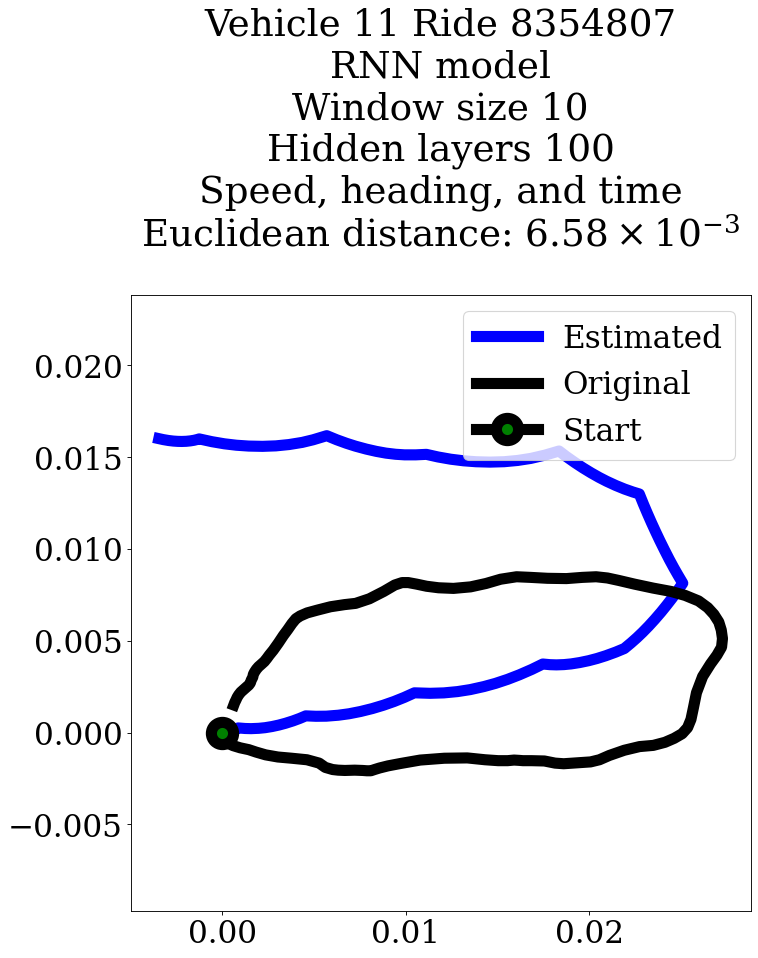 Vehicle 11 Ride 8354807
RNN model
Window size 10
Hidden layers 100
Speed, heading, and time
Euclidean distance: 6.58 × 10⁻³
Estimated
Original
Start
0.020
0.015
0.010
0.005
0.000
−0.005
0.00 0.01 0.02